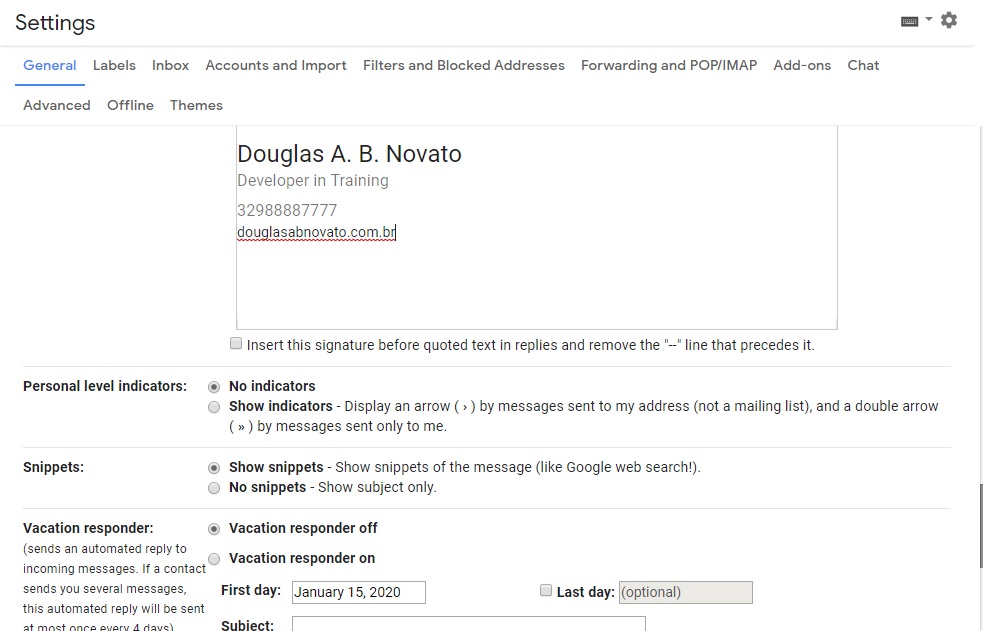 Settings
General Labels Inbox Accounts and Import Filters and Blocked Addresses Forwarding and POP/IMAP Add-ons Chat
Advanced Offline Themes
Douglas A. B. Novato
Developer in Training
32988887777
douglasabnovato.com.br
Insert this signature before quoted text in replies and remove the "--" line that precedes it.
Personal level indicators:
No indicators
Show indicators - Display an arrow ( › ) by messages sent to my address (not a mailing list), and a double arrow
( » ) by messages sent only to me.
Snippets:
Show snippets - Show snippets of the message (like Google web search!).
No snippets - Show subject only.
Vacation responder:
(sends an automated reply to
incoming messages. If a contact
sends you several messages,
this automated reply will be sent
at most once every 4 days)
Vacation responder off
Vacation responder on
First day: January 15, 2020 Last day: (optional)
Subject: